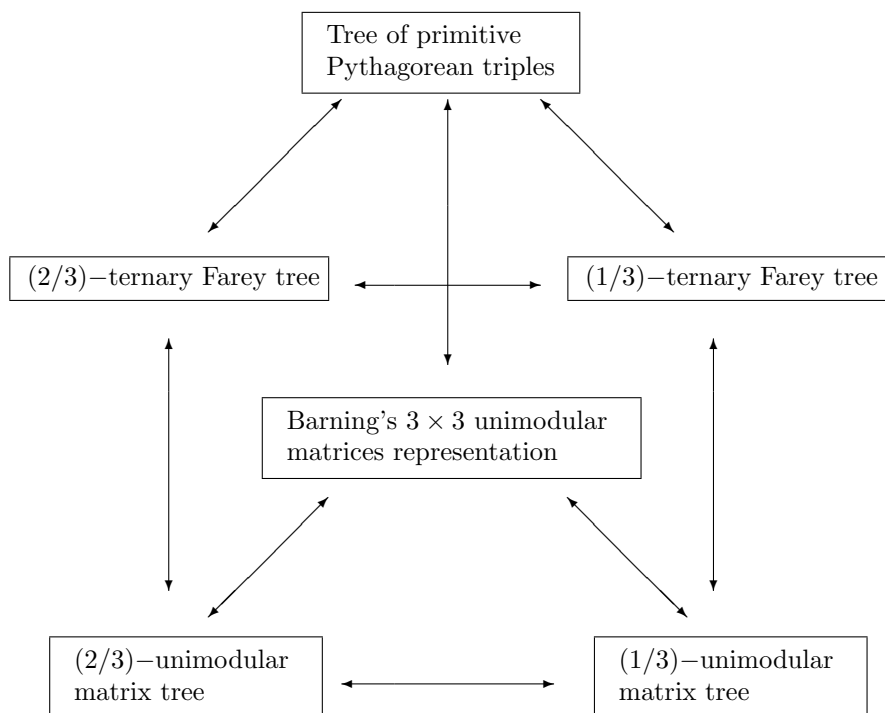 Tree of primitive
Pythagorean triples
(2/3)−ternary Farey tree
(1/3)−ternary Farey tree
Barning's 3 × 3 unimodular
matrices representation
(2/3)−unimodular
matrix tree
(1/3)−unimodular
matrix tree